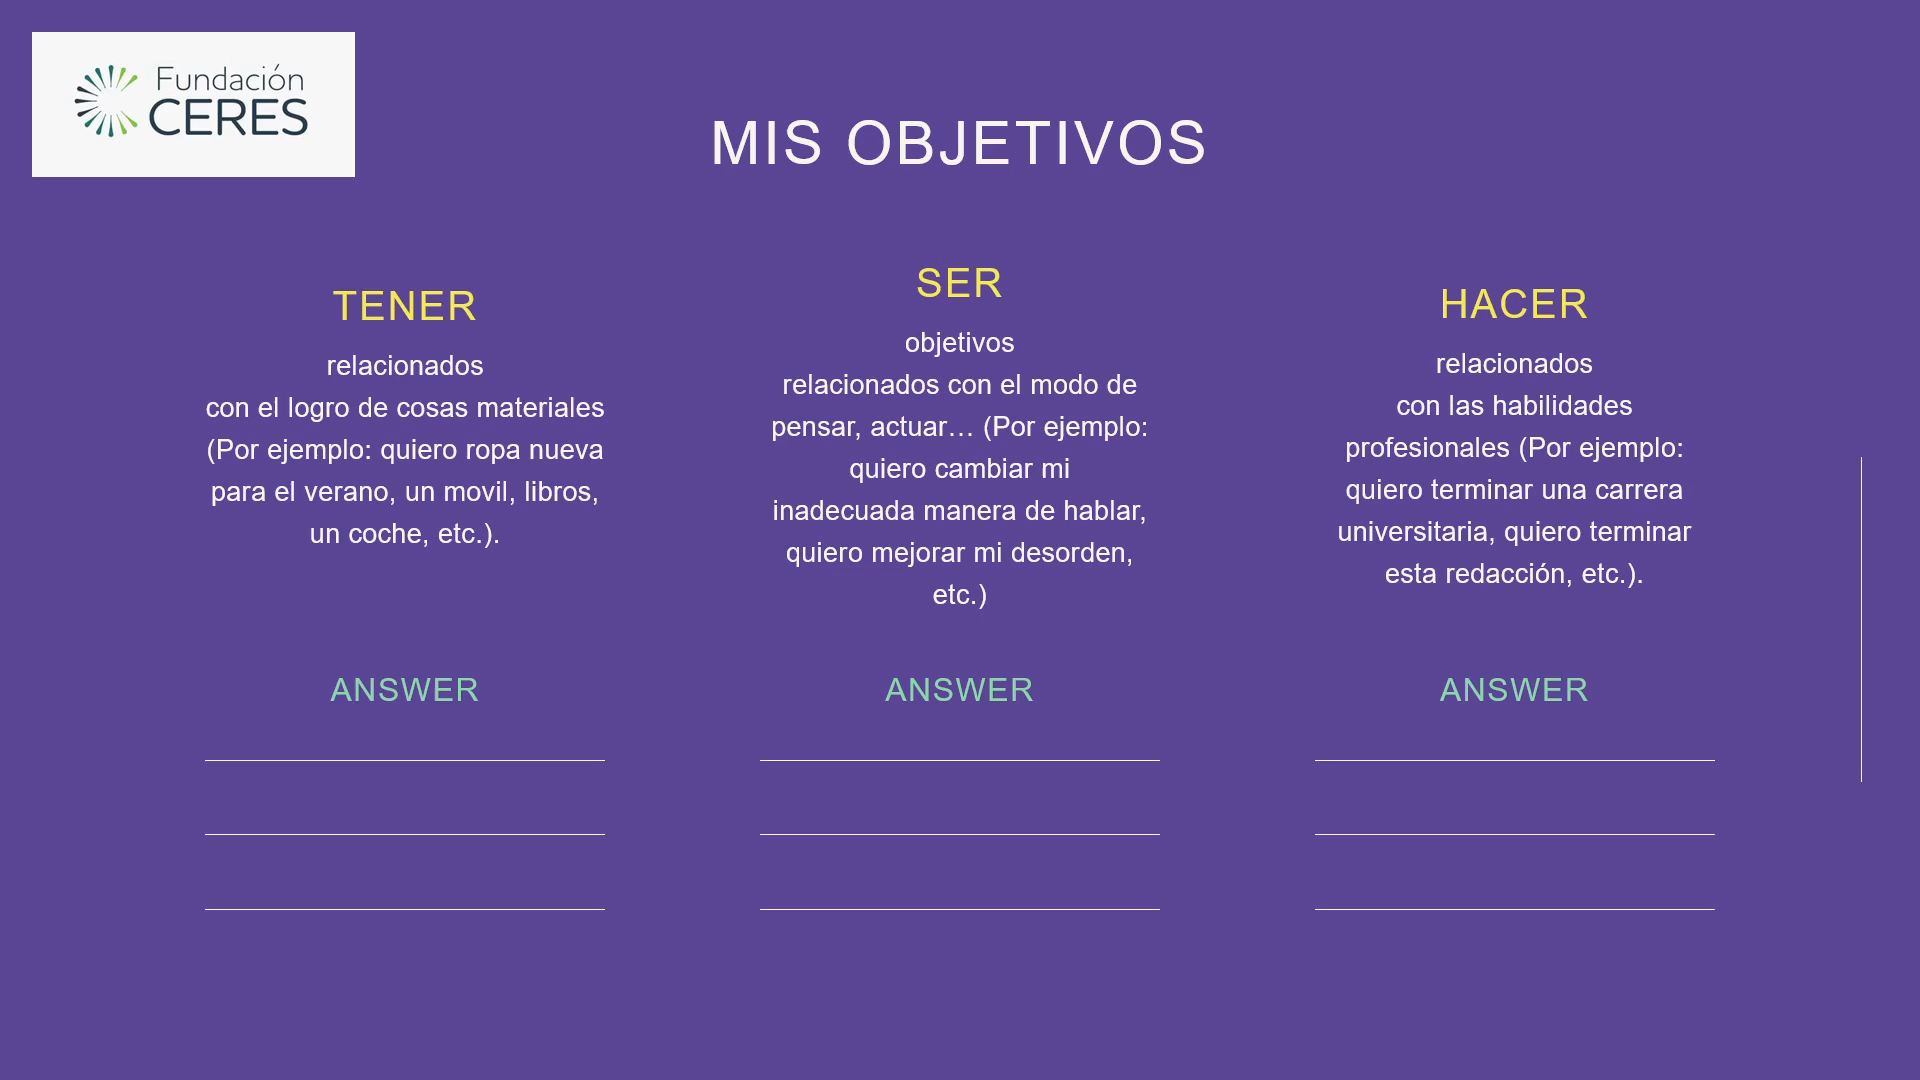 Fundación
CERES
MIS OBJETIVOS
TENER
relacionados
con el logro de cosas materiales
(Por ejemplo: quiero ropa nueva
para el verano, un movil, libros,
un coche, etc.).
ANSWER
SER
objetivos
relacionados con el modo de
pensar, actuar… (Por ejemplo:
quiero cambiar mi
inadecuada manera de hablar,
quiero mejorar mi desorden,
etc.)
ANSWER
HACER
relacionados
con las habilidades
profesionales (Por ejemplo:
quiero terminar una carrera
universitaria, quiero terminar
esta redacción, etc.).
ANSWER